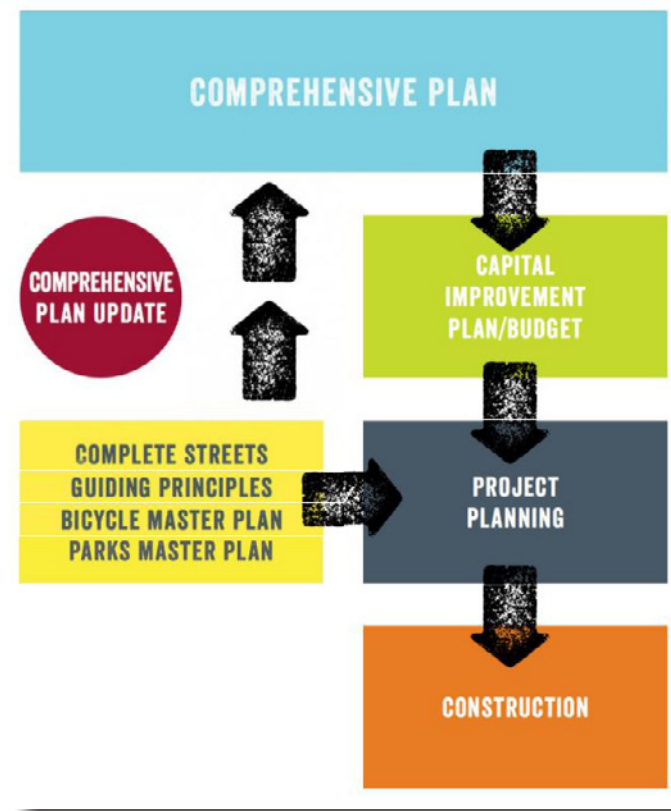 COMPREHENSIVE PLAN
COMPREHENSIVE
PLAN UPDATE
CAPITAL
IMPROVEMENT
PLAN/BUDGET
COMPLETE STREETS
GUIDING PRINCIPLES
BICYCLE MASTER PLAN
PARKS MASTER PLAN
PROJECT
PLANNING
CONSTRUCTION